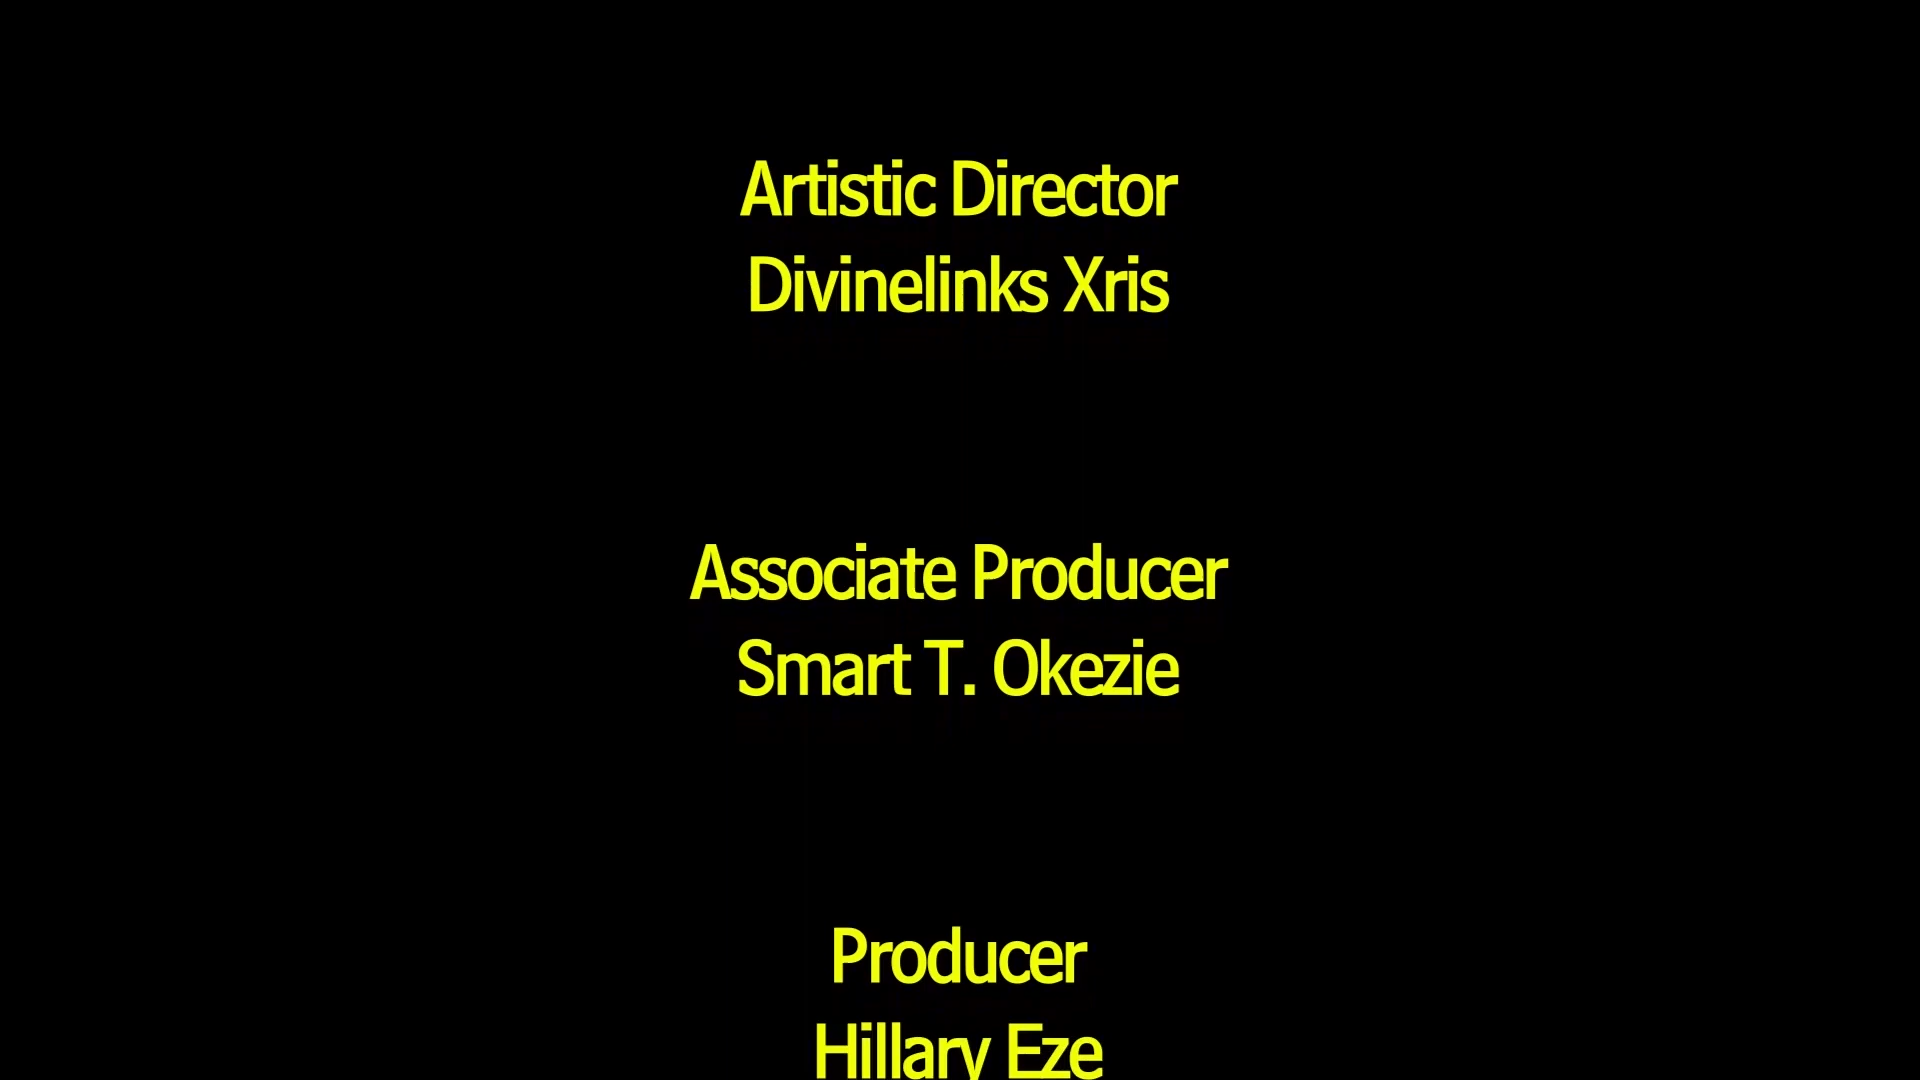 Artistic Director
Divinelinks Xris
Associate Producer
Smart T. Okezie
Producer
Hillary Eze